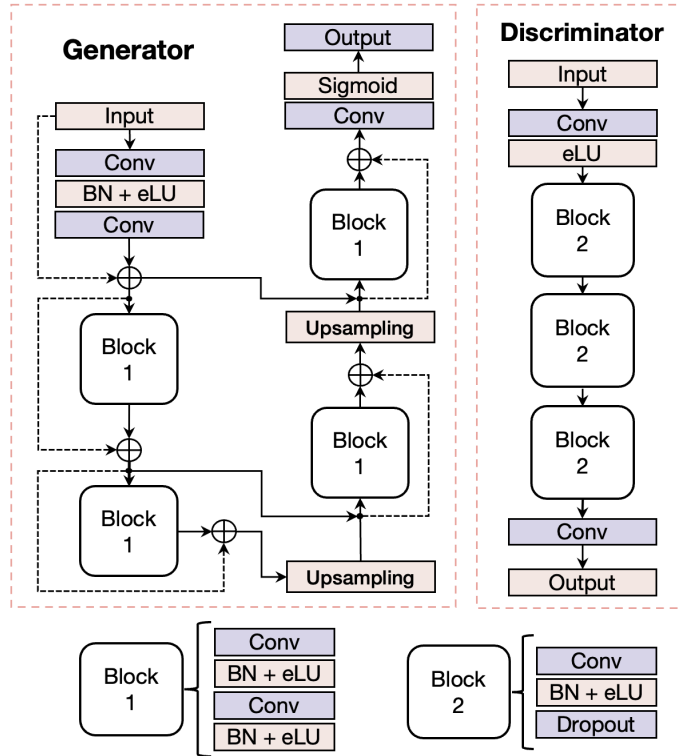 Generator
Input
Conv
BN + eLU
Conv
Block
1
Block
1
Output
Sigmoid
Conv
Block
1
Upsampling
Block
1
Upsampling
Discriminator
Input
Conv
eLU
Block
2
Block
2
Block
2
Conv
Output
Block
1
Conv
BN + eLU
Conv
BN + eLU
Block
2
Conv
BN + eLU
Dropout